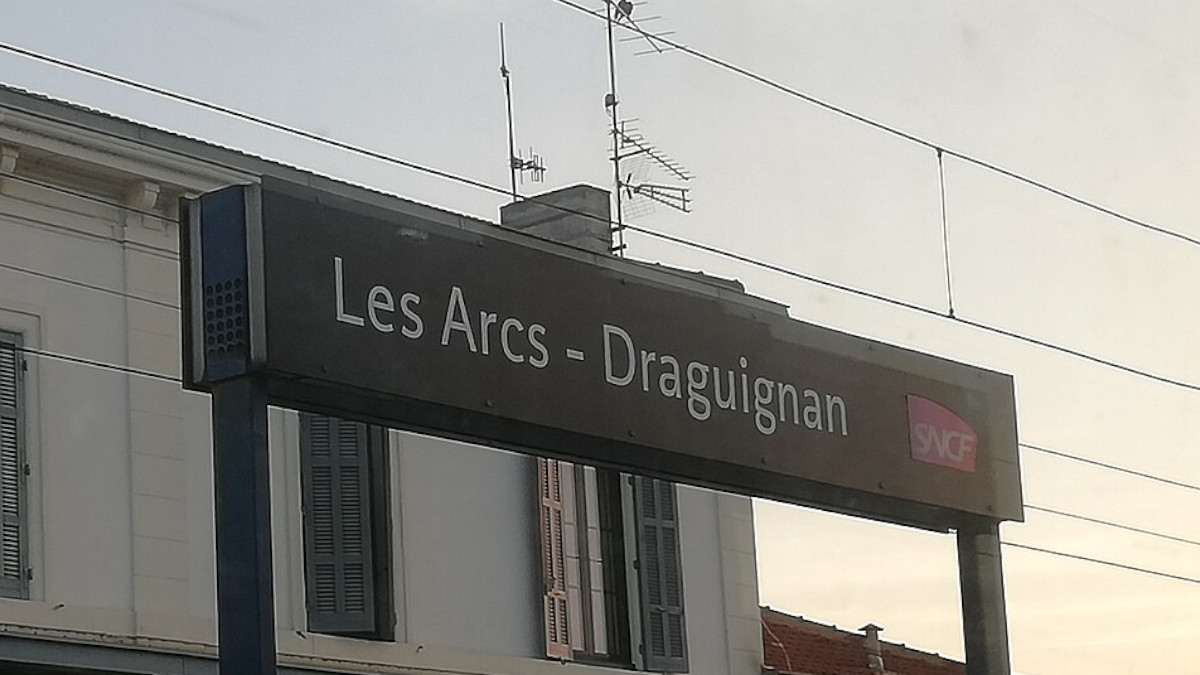 Les Arcs - Draguignan
SNCF